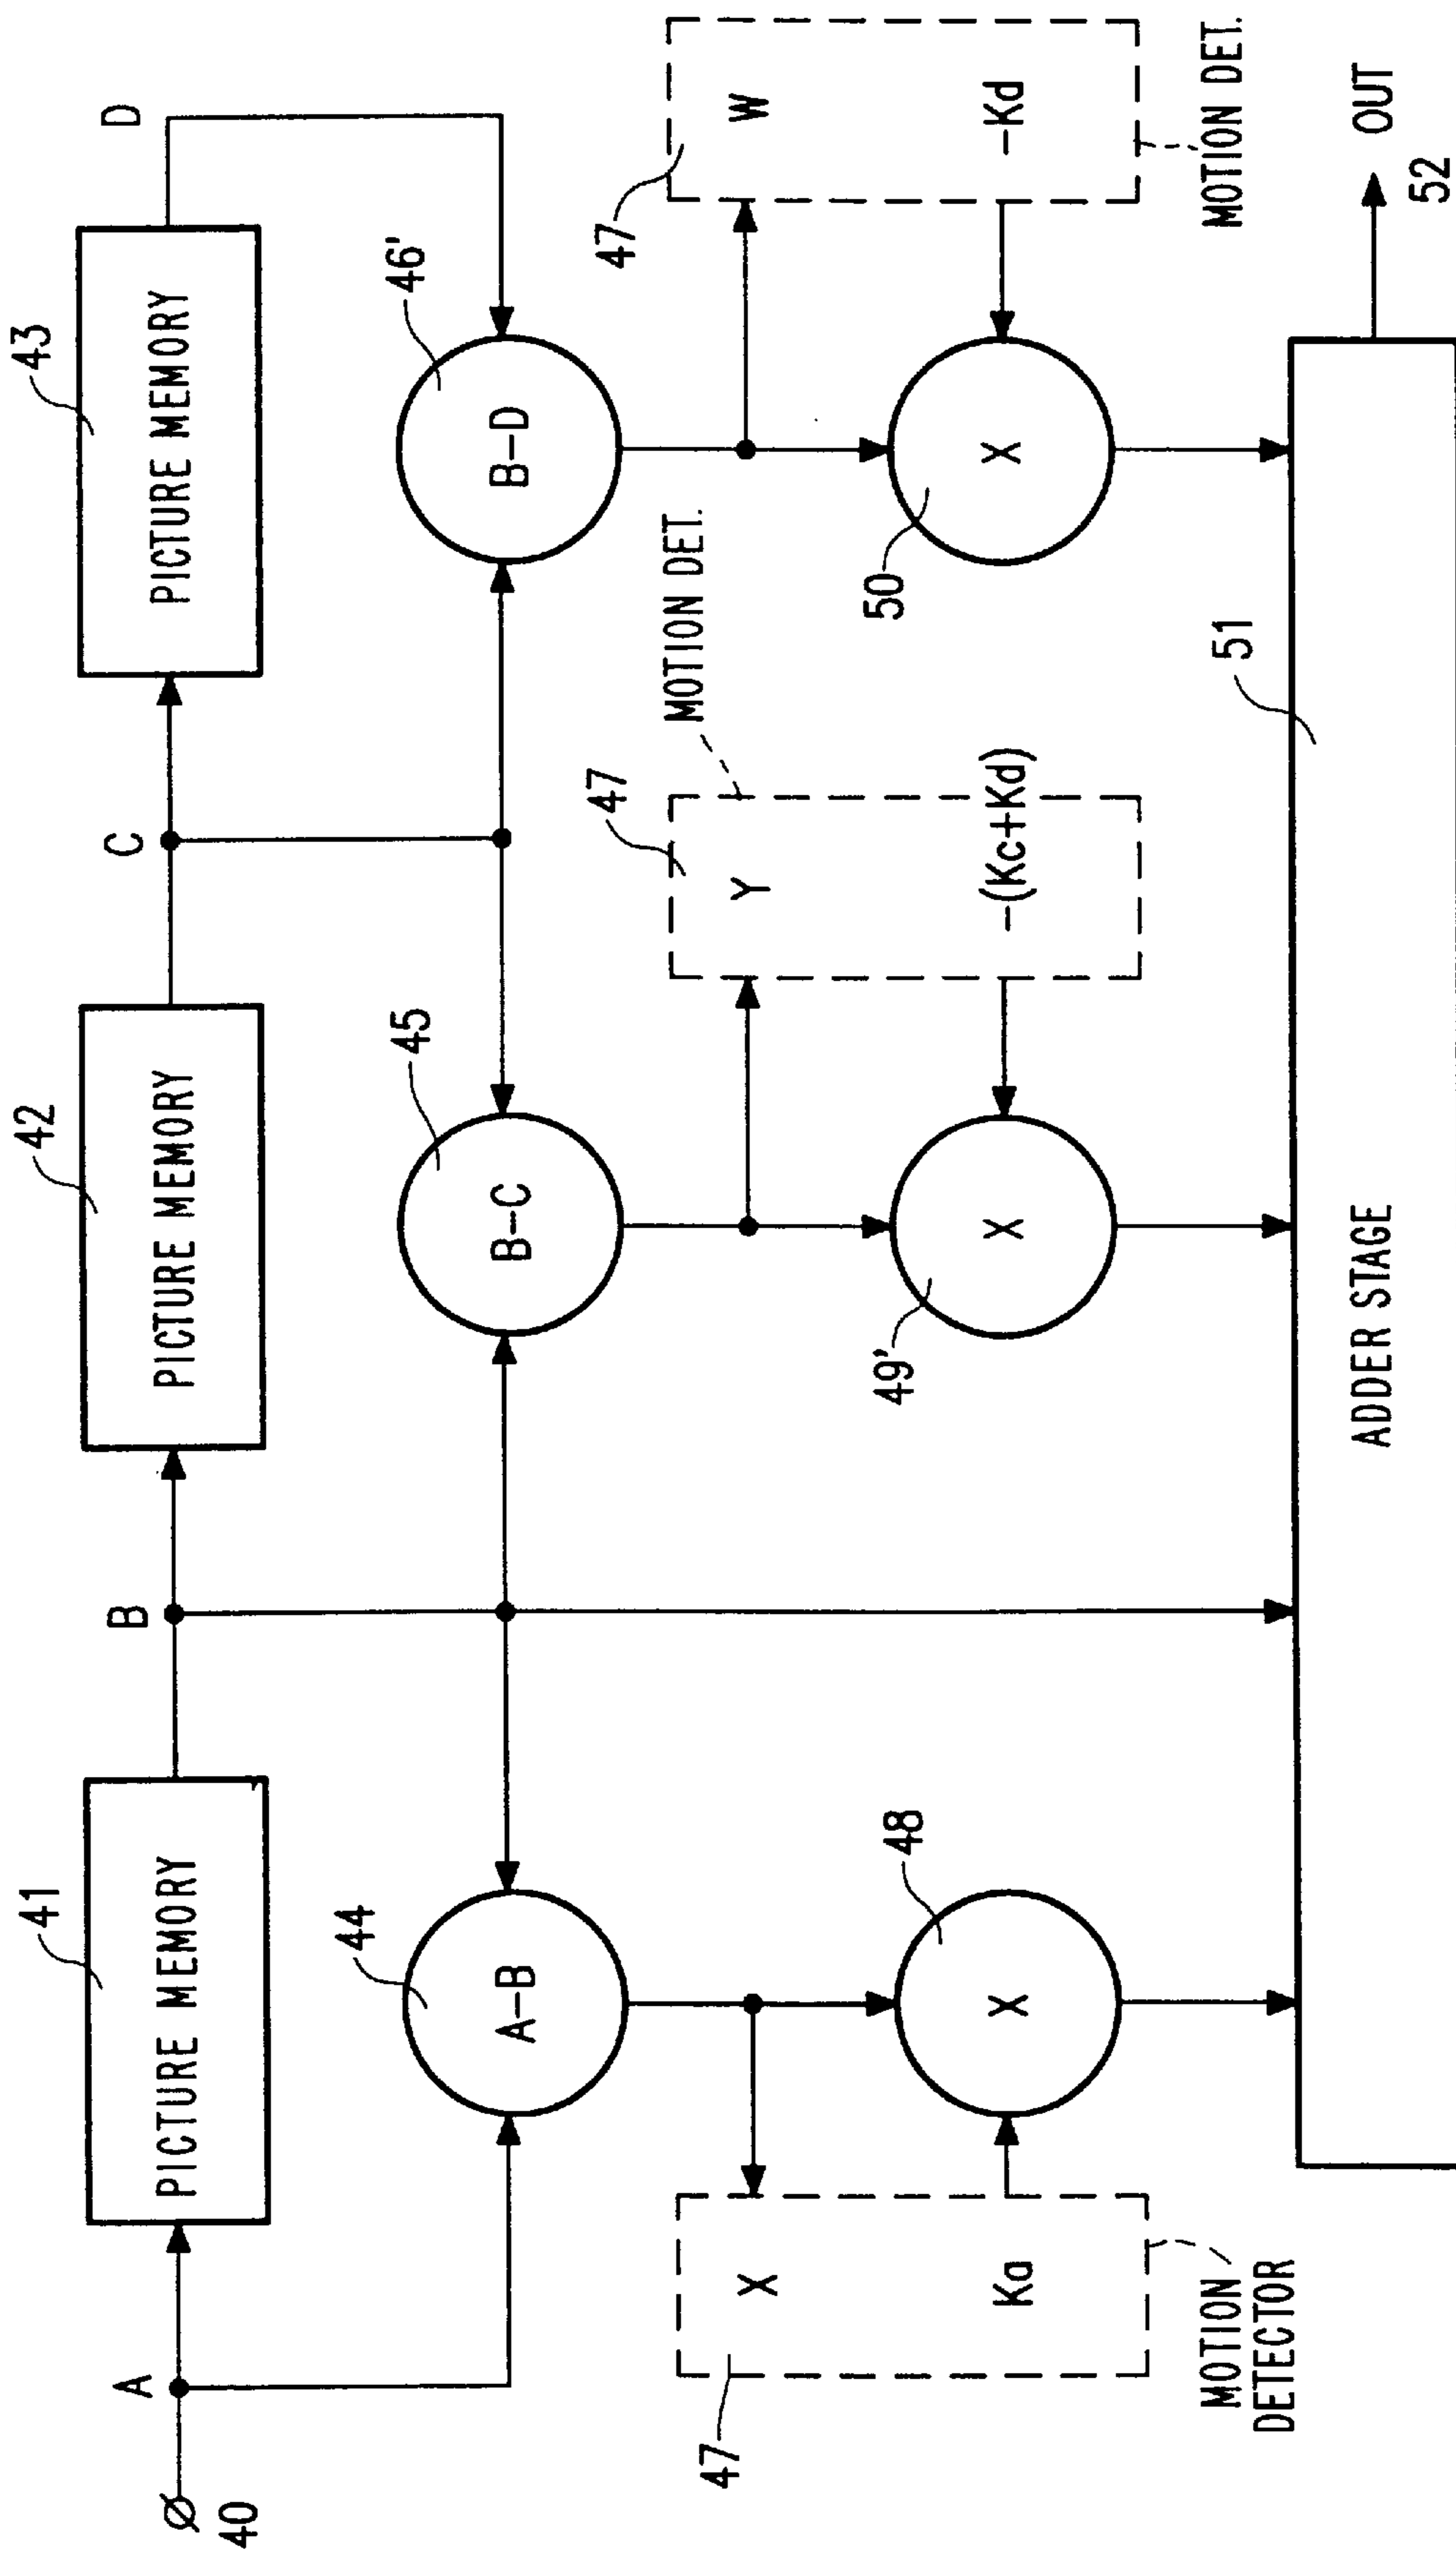 41
42
43
PICTURE MEMORY
PICTURE MEMORY
PICTURE MEMORY
A
B
C
D
Ø
40
44
45
46'
A-B
B-C
B-D
MOTION DET.
47
47
47
X
Y
W
Ka
-(Kc+Kd)
-Kd
48
49'
50
X
X
X
MOTION
DETECTOR
MOTION DET.
51
ADDER STAGE
OUT
52